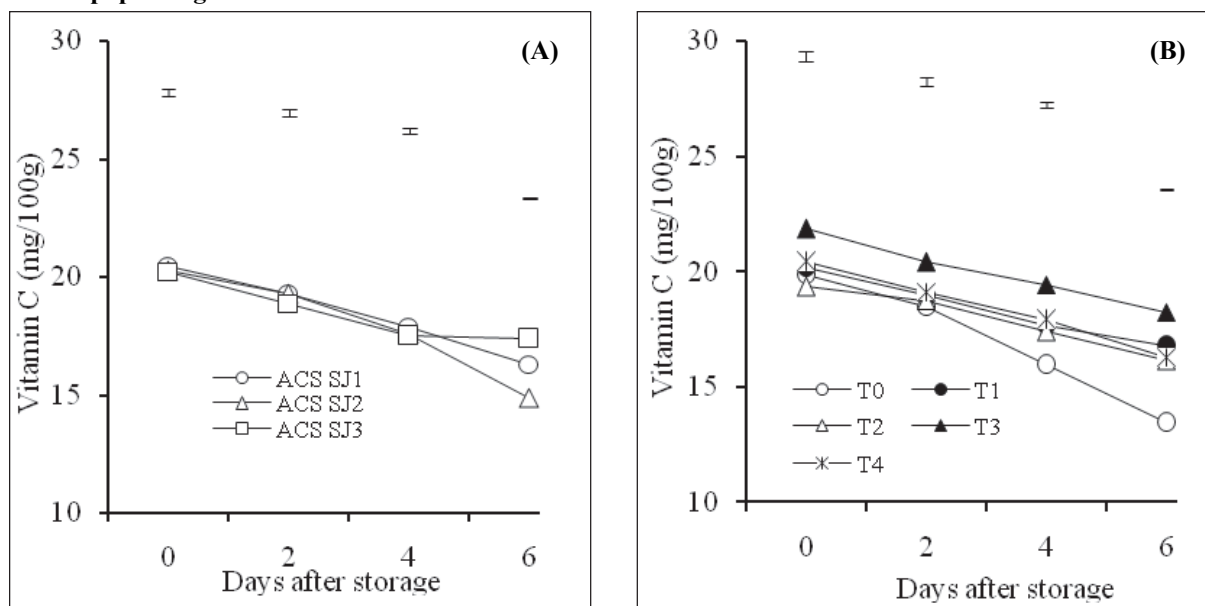 (A)
30
25
20
15
10
Vitamin C (mg/100g)
ACS SJ1
ACS SJ2
ACS SJ3
0 2 4 6
Days after storage
(B)
30
25
20
15
10
Vitamin C (mg/100g)
T0 T1
T2 T3
T4
0 2 4 6
Days after storage